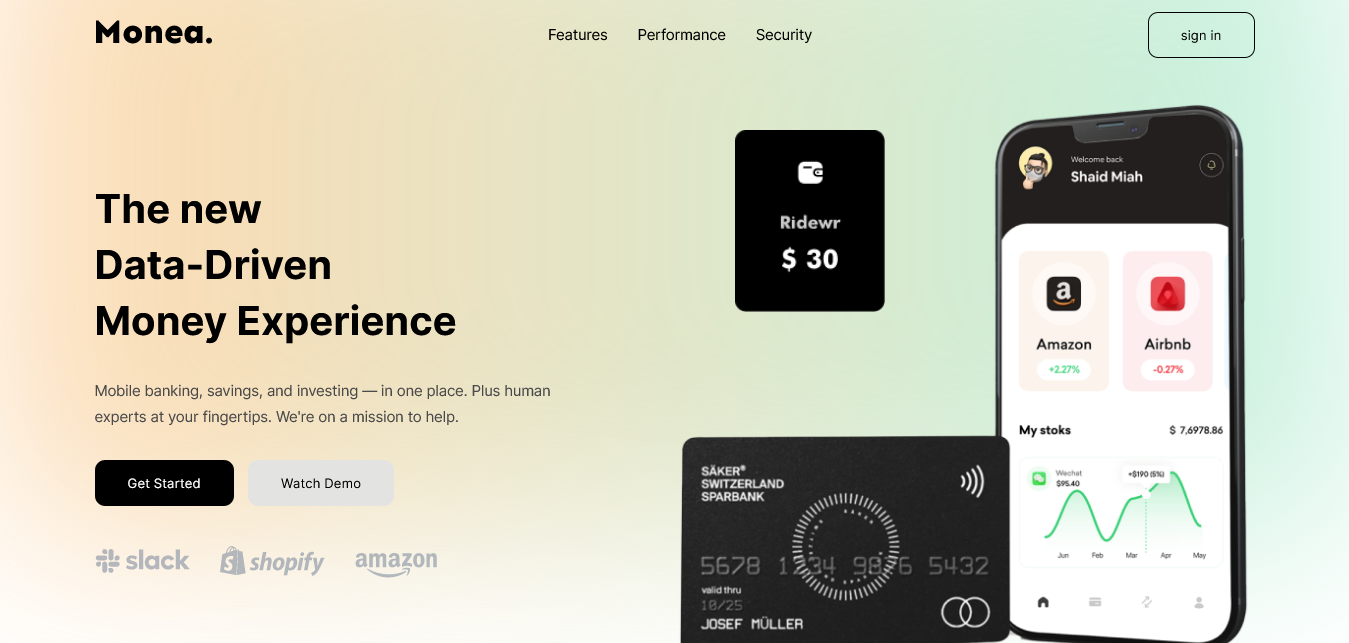 Monea.
Features
Performance
Security
sign in
The new
Data-Driven
Money Experience
Mobile banking, savings, and investing — in one place. Plus human
experts at your fingertips. We're on a mission to help.
Get Started
Watch Demo
slack
shopify
amazon
Ridewr
$ 30
Welcome back
Shaid Miah
Amazon
+2.27%
Airbnb
-0.27%
My stoks
$ 7,6978.86
Wechat
$95.40
+$190 (5%)
Jun
Feb
Mar
Apr
May
SÄKER®
SWITZERLAND
SPARBANK
5678 1234 9876 5432
valid thru
10/25
JOSEF MÜLLER